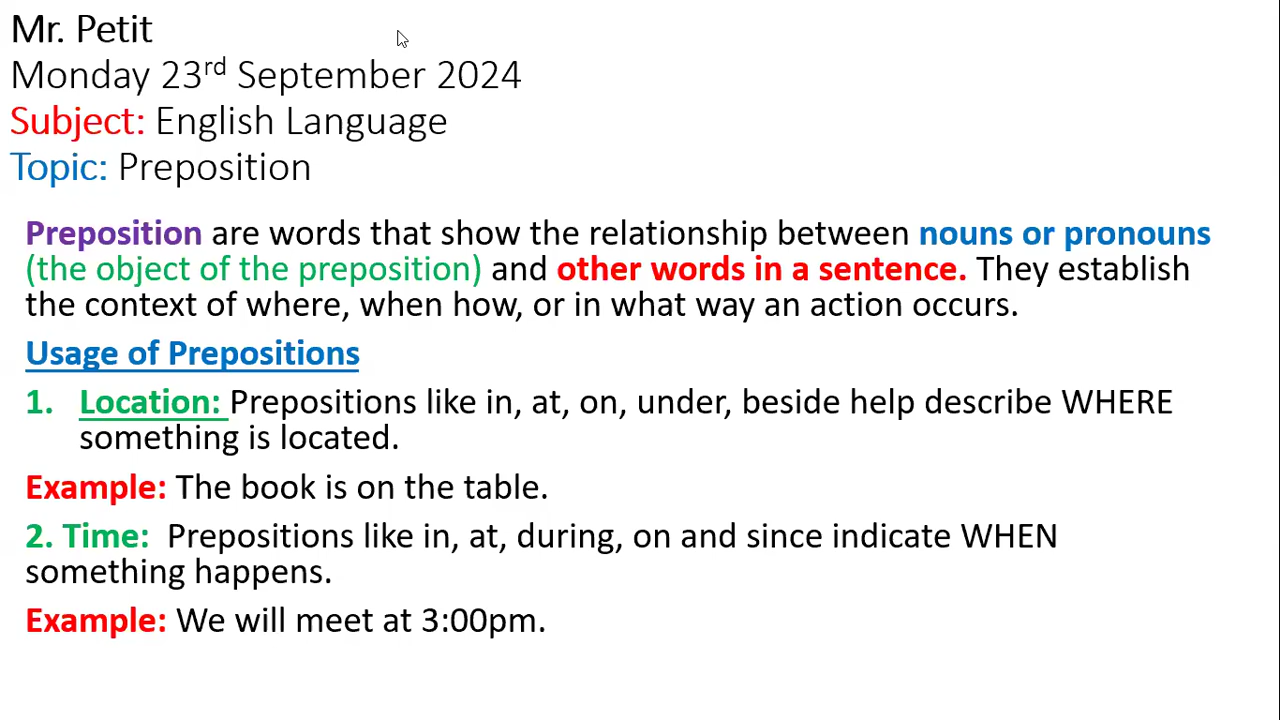 Mr. Petit
Monday 23rd September 2024
Subject: English Language
Topic: Preposition
Preposition are words that show the relationship between nouns or pronouns
(the object of the preposition) and other words in a sentence. They establish
the context of where, when how, or in what way an action occurs.
Usage of Prepositions
1. Location: Prepositions like in, at, on, under, beside help describe WHERE
something is located.
Example: The book is on the table.
2. Time: Prepositions like in, at, during, on and since indicate WHEN
something happens.
Example: We will meet at 3:00pm.